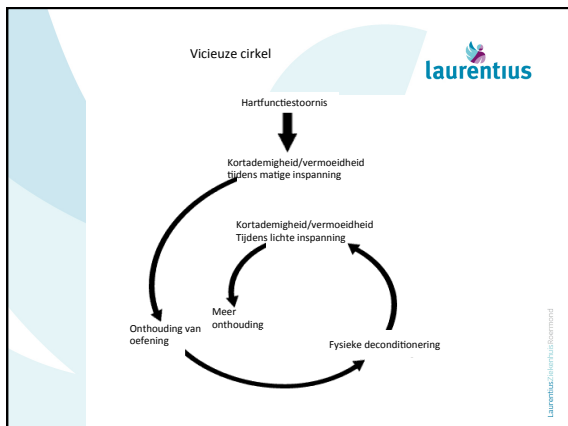 Vicieuze cirkel
laurentius
Hartfunctiestoornis
Kortademigheid/vermoeidheid
tijdens matige inspanning
Kortademigheid/vermoeidheid
Tijdens lichte inspanning
Meer
onthouding
Onthouding van
oefening
Fysieke deconditionering
LaurentiusZiekenhuisRoermond